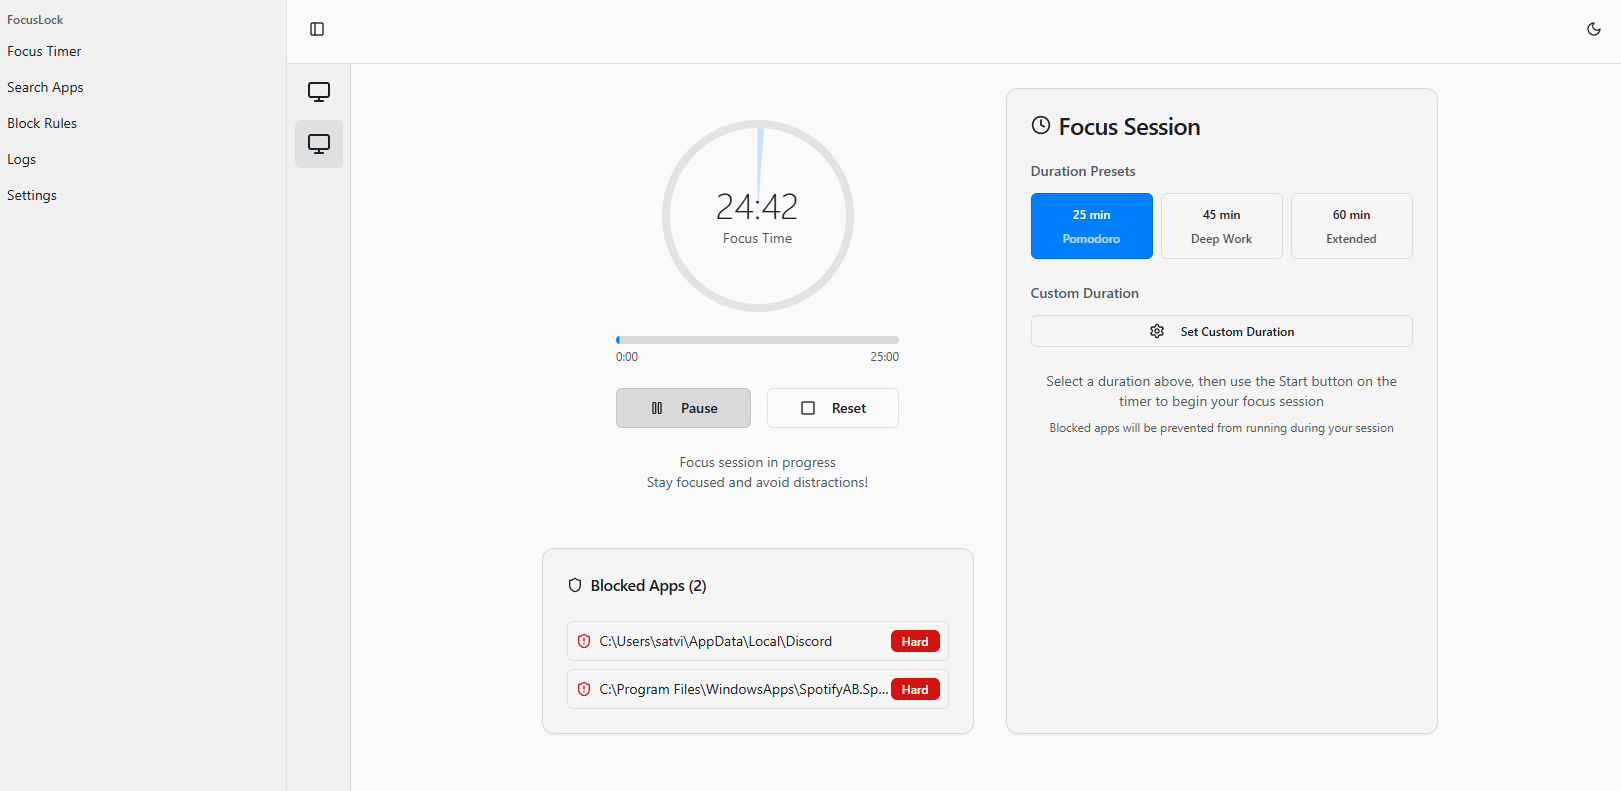 FocusLock
Focus Timer
Search Apps
Block Rules
Logs
Settings
24:42
Focus Time
0:00
25:00
Pause
Reset
Focus session in progress
Stay focused and avoid distractions!
Blocked Apps (2)
C:\Users\satvi\AppData\Local\Discord
Hard
C:\Program Files\WindowsApps\SpotifyAB.Sp...
Hard
Focus Session
Duration Presets
25 min
Pomodoro
45 min
Deep Work
60 min
Extended
Custom Duration
Set Custom Duration
Select a duration above, then use the Start button on the
timer to begin your focus session
Blocked apps will be prevented from running during your session